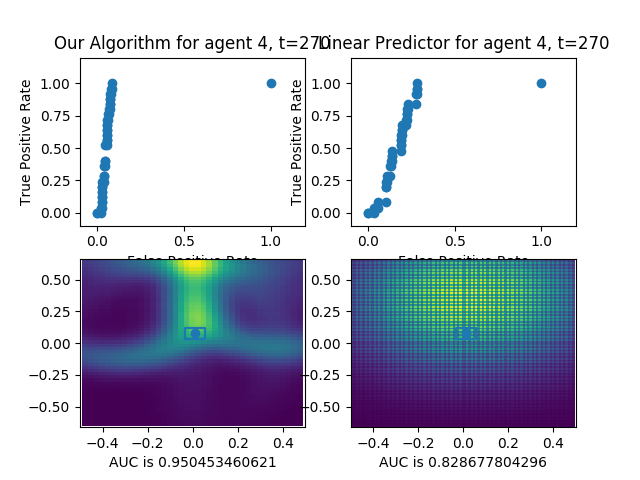 Our Algorithm for agent 4, t=270
Linear Predictor for agent 4, t=270
True Positive Rate
1.00
0.75
0.50
0.25
0.00
0.0 0.5 1.0
False Positive Rate
True Positive Rate
1.00
0.75
0.50
0.25
0.00
0.0 0.5 1.0
False Positive Rate
0.50
0.25
0.00
−0.25
−0.50
−0.4 −0.2 0.0 0.2 0.4
AUC is 0.950453460621
0.50
0.25
0.00
−0.25
−0.50
−0.4 −0.2 0.0 0.2 0.4
AUC is 0.828677804296